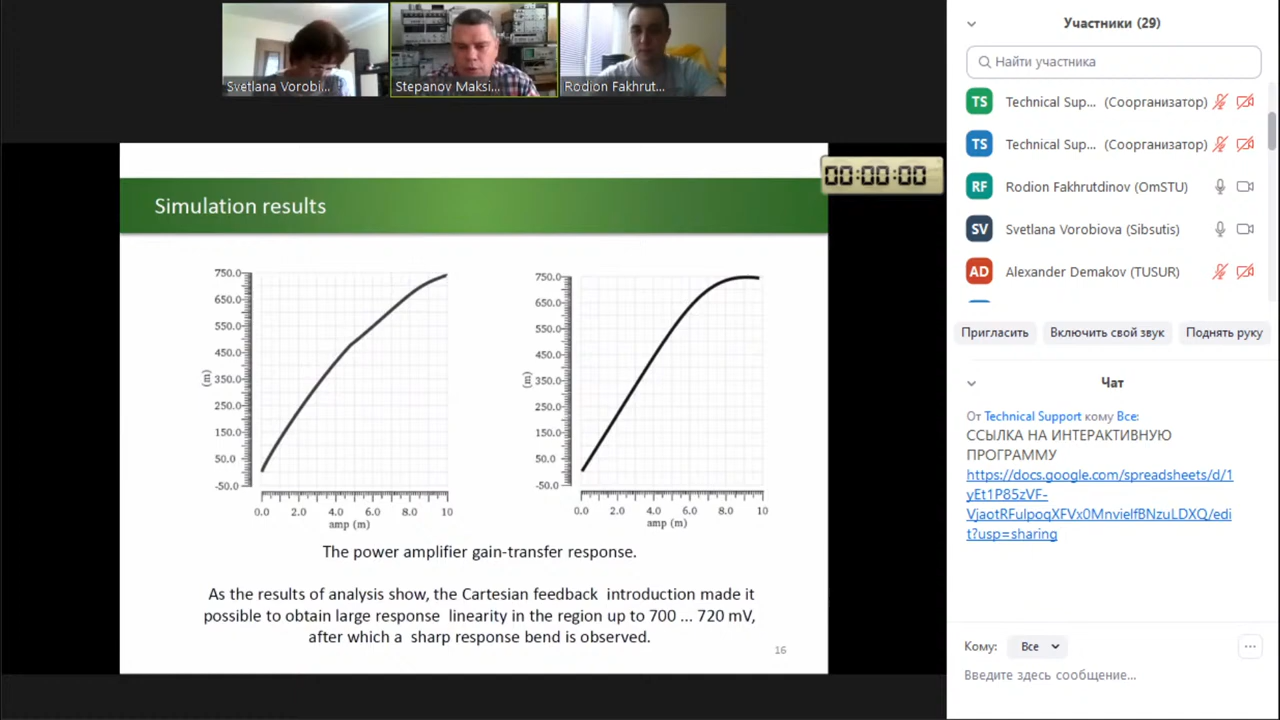 Svetlana Vorobi...
Stepanov Maksi...
Rodion Fakhrut...
00:00:00
Simulation results
750.0
650.0
550.0
450.0
350.0
250.0
150.0
50.0
-50.0
(m)
0.0 2.0 4.0 6.0 8.0 10
amp (m)
750.0
650.0
550.0
450.0
350.0
250.0
150.0
50.0
-50.0
(m)
0.0 2.0 4.0 6.0 8.0 10
amp (m)
The power amplifier gain-transfer response.
As the results of analysis show, the Cartesian feedback introduction made it
possible to obtain large response linearity in the region up to 700 ... 720 mV,
after which a sharp response bend is observed.
16
Участники (29)
Найти участника
TS Technical Sup... (Соорганизатор)
TS Technical Sup... (Соорганизатор)
RF Rodion Fakhrutdinov (OmSTU)
SV Svetlana Vorobiova (Sibsutis)
AD Alexander Demakov (TUSUR)
Пригласить Включить свой звук Поднять руку
Чат
От Technical Support кому Все:
ССЫЛКА НА ИНТЕРАКТИВНУЮ
ПРОГРАММУ
https://docs.google.com/spreadsheets/d/1
yEt1P85zVF-
VjaotRFulpoqXFVx0MnvielfBNzuLDXQ/edi
t?usp=sharing
Кому: Все
Введите здесь сообщение...